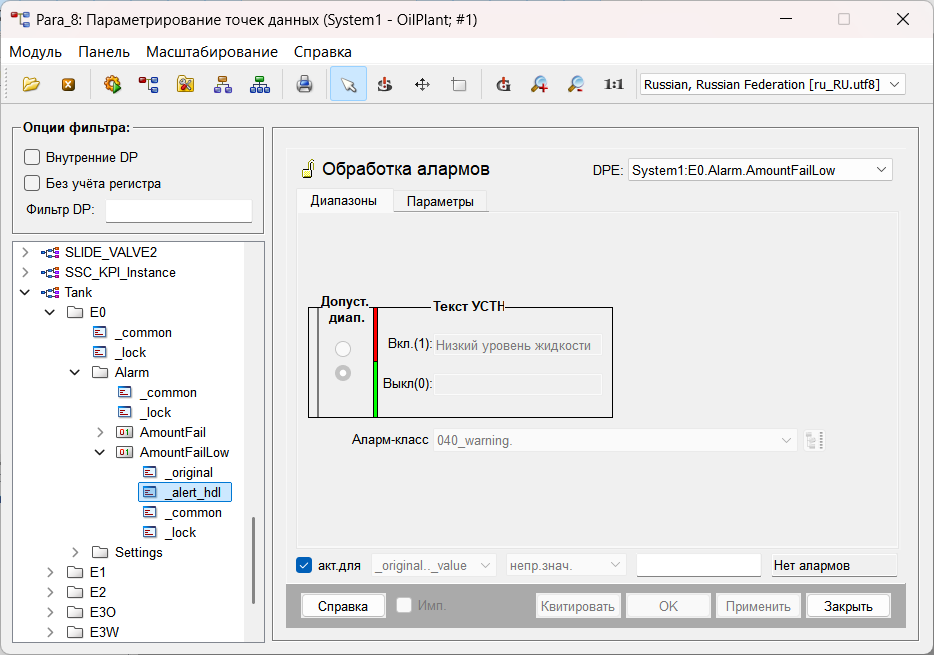 Para_8: Параметрирование точек данных (System1 - OilPlant; #1)
Модуль Панель Масштабирование Справка
1:1 Russian, Russian Federation [ru_RU.utf8]
Опции фильтра:
Внутренние DP
Без учёта регистра
Фильтр DP:
SLIDE_VALVE2
SSC_KPI_Instance
Tank
E0
_common
_lock
Alarm
_common
_lock
01 AmountFail
01 AmountFailLow
_original
_alert_hdl
_common
_lock
Settings
E1
E2
E3O
E3W
Обработка алармов
DPE: System1:E0.Alarm.AmountFailLow
Диапазоны Параметры
Допуст. диап.
Текст УСТН
Вкл.(1): Низкий уровень жидкости
Выкл(0):
Аларм-класс 040_warning.
акт.для _original.._value непр.знач. Нет алармов
Справка Имп. Квитировать OK Применить Закрыть